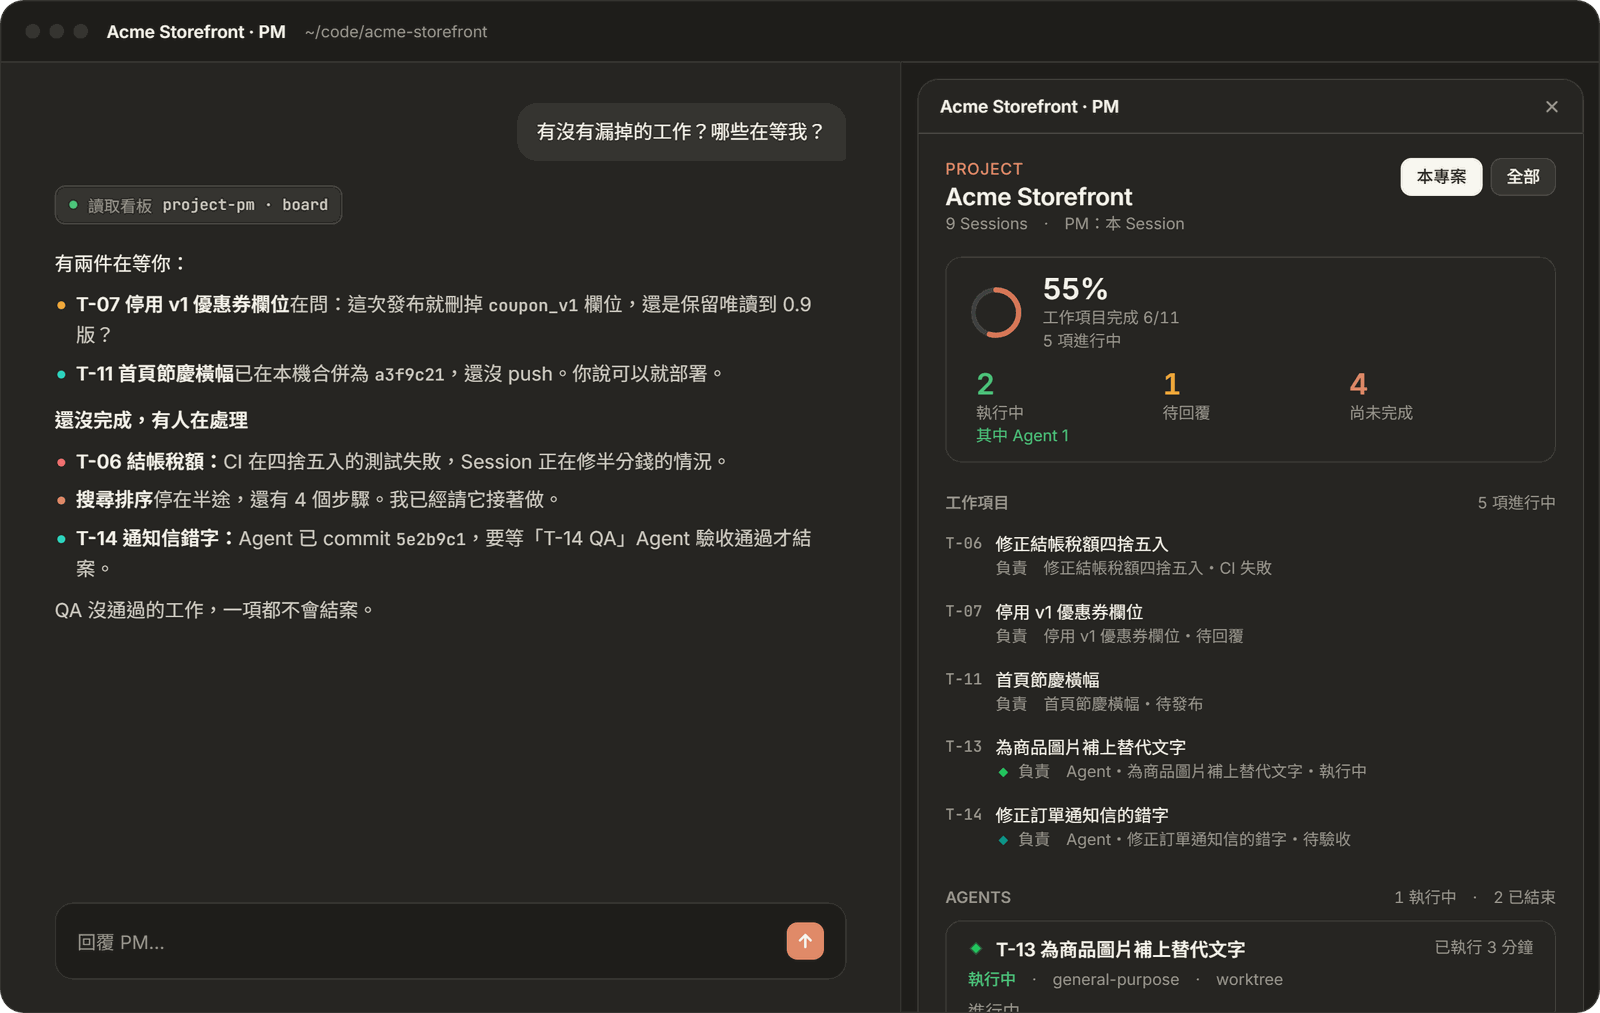 Acme Storefront · PM ~/code/acme-storefront
有沒有漏掉的工作？哪些在等我？
讀取看板 project-pm · board
有兩件在等你：
T-07 停用 v1 優惠券欄位在問：這次發布就刪掉 coupon_v1 欄位，還是保留唯讀到 0.9
版？
T-11 首頁節慶橫幅已在本機合併為 a3f9c21，還沒 push。你說可以就部署。
還沒完成，有人在處理
T-06 結帳稅額：CI 在四捨五入的測試失敗，Session 正在修半分錢的情況。
搜尋排序停在半途，還有 4 個步驟。我已經請它接著做。
T-14 通知信錯字：Agent 已 commit 5e2b9c1，要等「T-14 QA」Agent 驗收通過才結
案。
QA 沒通過的工作，一項都不會結案。
回覆 PM...
Acme Storefront · PM
PROJECT
Acme Storefront
9 Sessions · PM：本 Session
本專案 全部
55%
工作項目完成 6/11
5 項進行中
2 1 4
執行中 待回覆 尚未完成
其中 Agent 1
工作項目 5 項進行中
T-06 修正結帳稅額四捨五入
負責 修正結帳稅額四捨五入・CI 失敗
T-07 停用 v1 優惠券欄位
負責 停用 v1 優惠券欄位・待回覆
T-11 首頁節慶橫幅
負責 首頁節慶橫幅・待發布
T-13 為商品圖片補上替代文字
負責 Agent・為商品圖片補上替代文字・執行中
T-14 修正訂單通知信的錯字
負責 Agent・修正訂單通知信的錯字・待驗收
AGENTS 1 執行中 · 2 已結束
T-13 為商品圖片補上替代文字 已執行 3 分鐘
執行中 · general-purpose · worktree
進行中